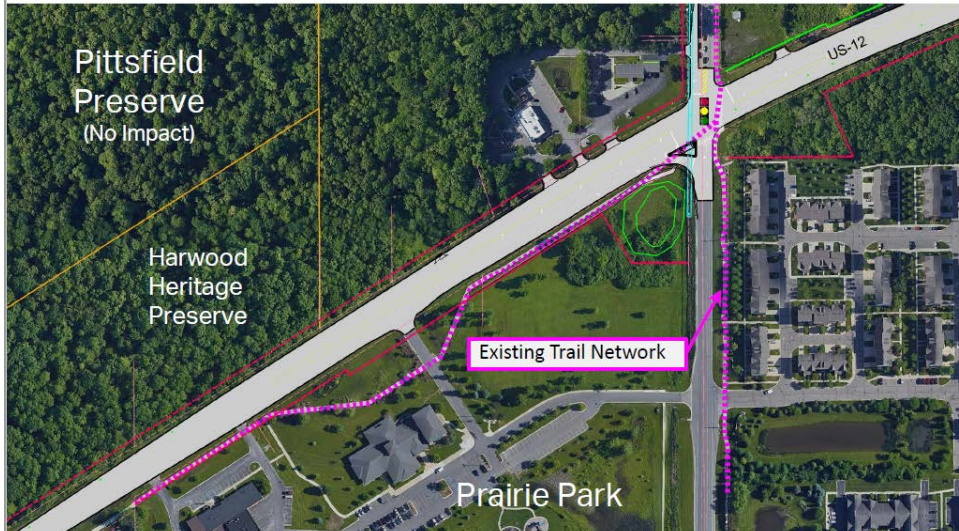 Pittsfield
Preserve
(No Impact)
US-12
Harwood
Heritage
Preserve
Existing Trail Network
Prairie Park